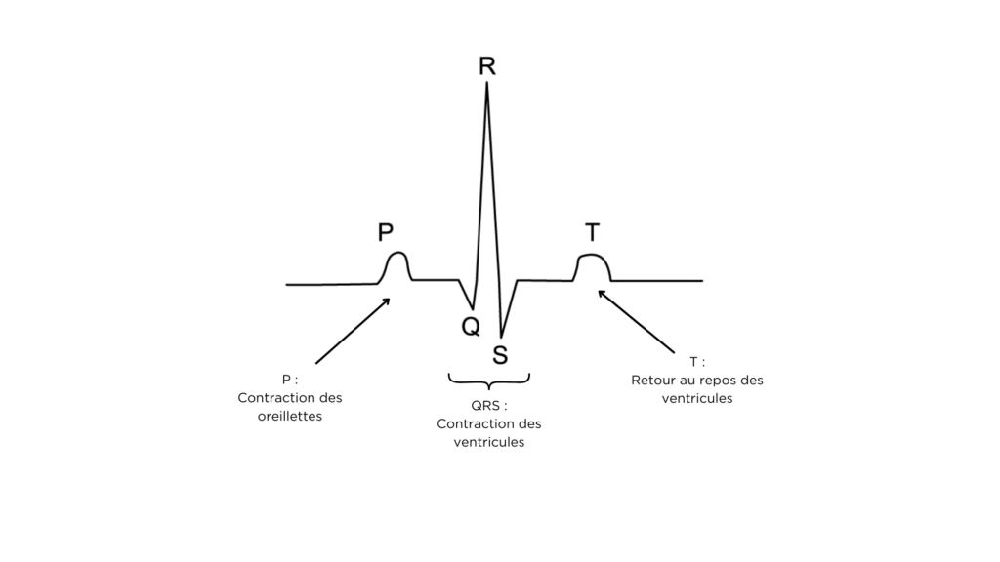 R
P
T
Q
S
P :
Contraction des
oreillettes
QRS :
Contraction des
ventricules
T :
Retour au repos des
ventricules